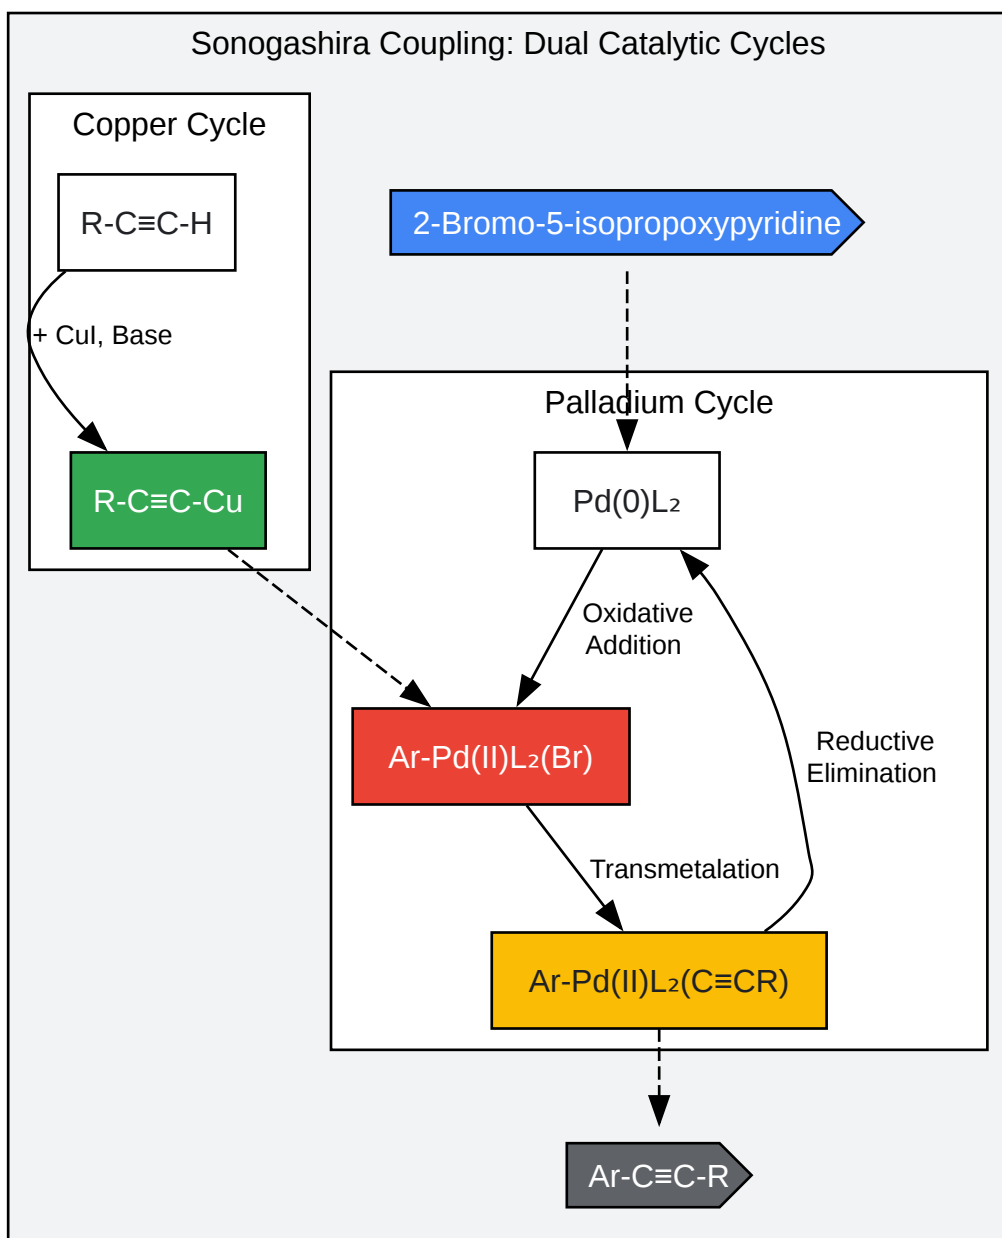 Sonogashira Coupling: Dual Catalytic Cycles
Copper Cycle
R-C≡C-H
2-Bromo-5-isopropoxypyridine
+ CuI, Base
Palladium Cycle
R-C≡C-Cu
Pd(0)L₂
Oxidative
Addition
Ar-Pd(II)L₂(Br)
Reductive
Elimination
Transmetalation
Ar-Pd(II)L₂(C≡CR)
Ar-C≡C-R